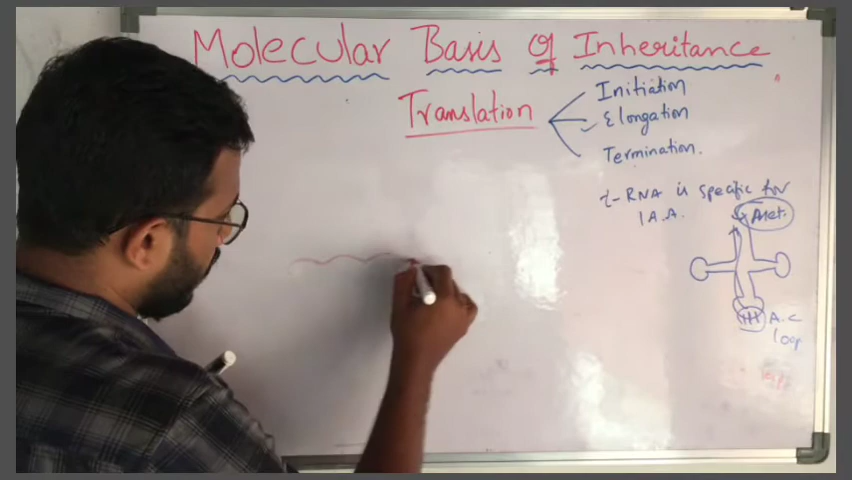 Molecular Basis Of Inheritance
Translation
Initiation
Elongation
Termination.
t-RNA is specific for
1 A.A.
Met.
A.C
loop